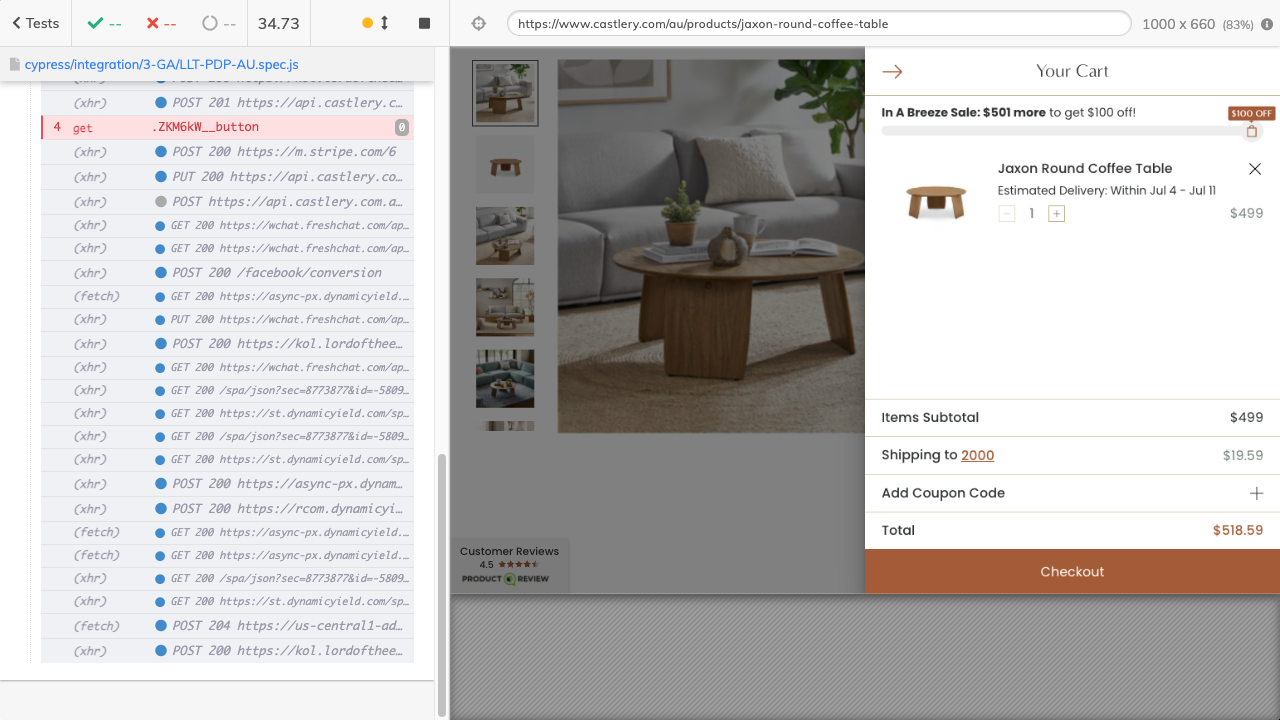 Tests
--
--
--
34.73
https://www.castlery.com/au/products/jaxon-round-coffee-table
1000 x 660 (83%)
cypress/integration/3-GA/LLT-PDP-AU.spec.js
(xhr) POST 201 https://api.castlery.c...
4 get .ZKM6kW__button 0
(xhr) POST 200 https://m.stripe.com/6
(xhr) PUT 200 https://api.castlery.co...
(xhr) POST https://api.castlery.com.a...
(xhr) GET 200 https://wchat.freshchat.com/ap...
(xhr) GET 200 https://wchat.freshchat.com/ap...
(xhr) POST 200 /facebook/conversion
(fetch) GET 200 https://async-px.dynamicyield....
(xhr) PUT 200 https://wchat.freshchat.com/ap...
(xhr) POST 200 https://kol.lordofthee...
(xhr) GET 200 https://wchat.freshchat.com/ap...
(xhr) GET 200 /spa/json?sec=8773877&id=-5809...
(xhr) GET 200 https://st.dynamicyield.com/sp...
(xhr) GET 200 /spa/json?sec=8773877&id=-5809...
(xhr) GET 200 https://st.dynamicyield.com/sp...
(xhr) POST 200 https://async-px.dynam...
(xhr) POST 200 https://rcom.dynamicyi...
(fetch) GET 200 https://async-px.dynamicyield....
(fetch) GET 200 https://async-px.dynamicyield....
(xhr) GET 200 /spa/json?sec=8773877&id=-5809...
(xhr) GET 200 https://st.dynamicyield.com/sp...
(fetch) POST 204 https://us-central1-ad...
(xhr) POST 200 https://kol.lordofthee...
Customer Reviews
4.5
PRODUCT REVIEW
Your Cart
In A Breeze Sale: $501 more to get $100 off!
$100 OFF
Jaxon Round Coffee Table
Estimated Delivery: Within Jul 4 - Jul 11
− 1 + $499
Items Subtotal $499
Shipping to 2000 $19.59
Add Coupon Code
Total $518.59
Checkout